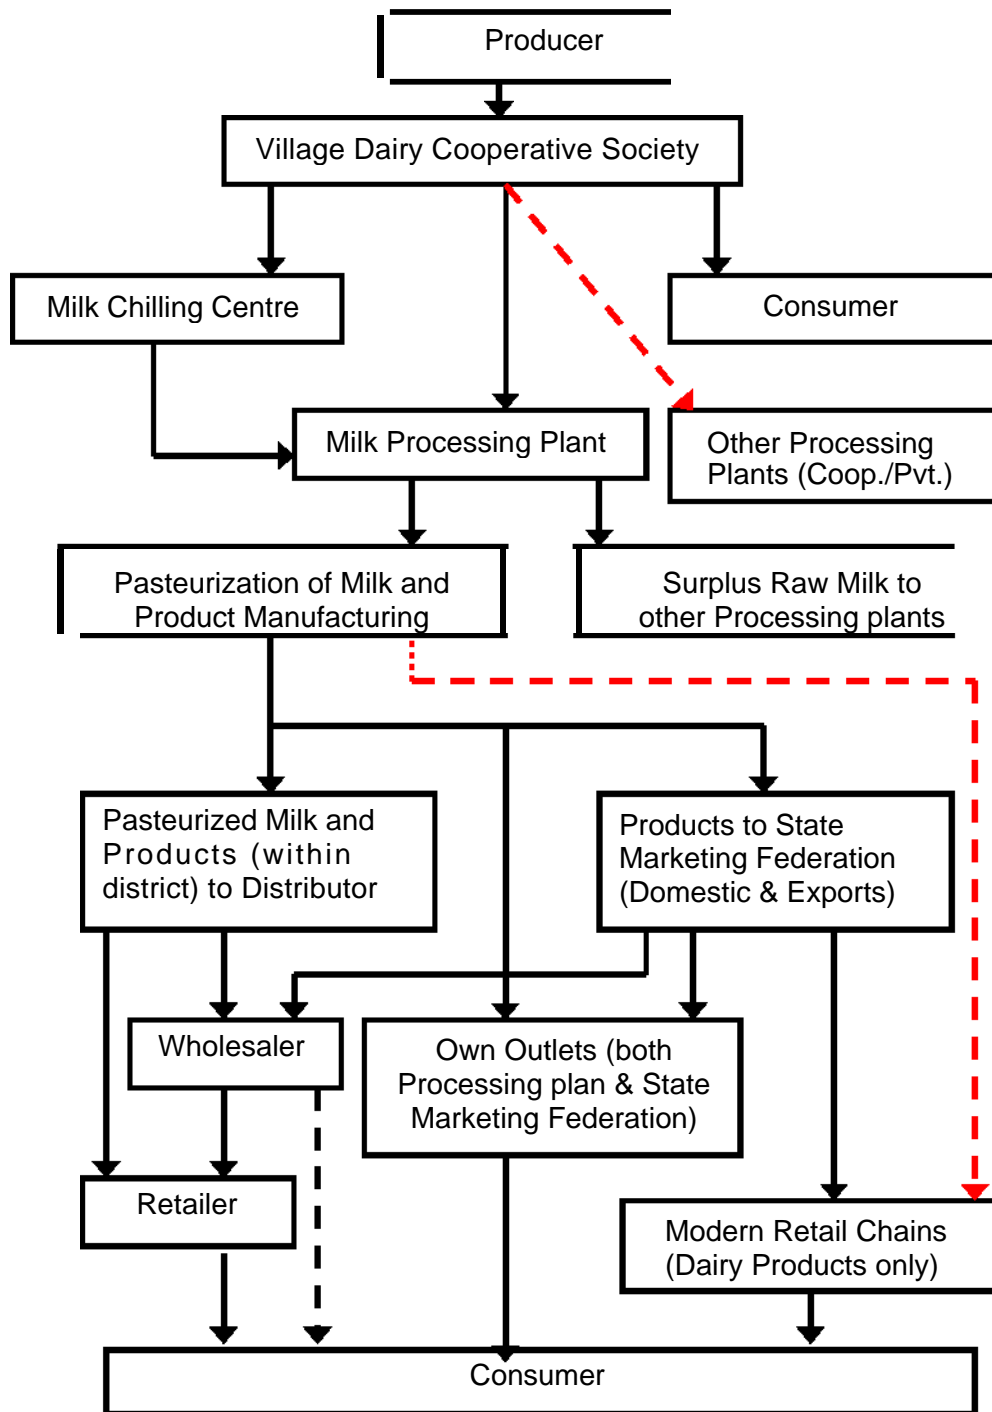 Producer
Village Dairy Cooperative Society
Milk Chilling Centre
Consumer
Milk Processing Plant
Other Processing
Plants (Coop./Pvt.)
Pasteurization of Milk and
Product Manufacturing
Surplus Raw Milk to
other Processing plants
Pasteurized Milk and
Products (within
district) to Distributor
Products to State
Marketing Federation
(Domestic & Exports)
Wholesaler
Own Outlets (both
Processing plan & State
Marketing Federation)
Retailer
Modern Retail Chains
(Dairy Products only)
Consumer